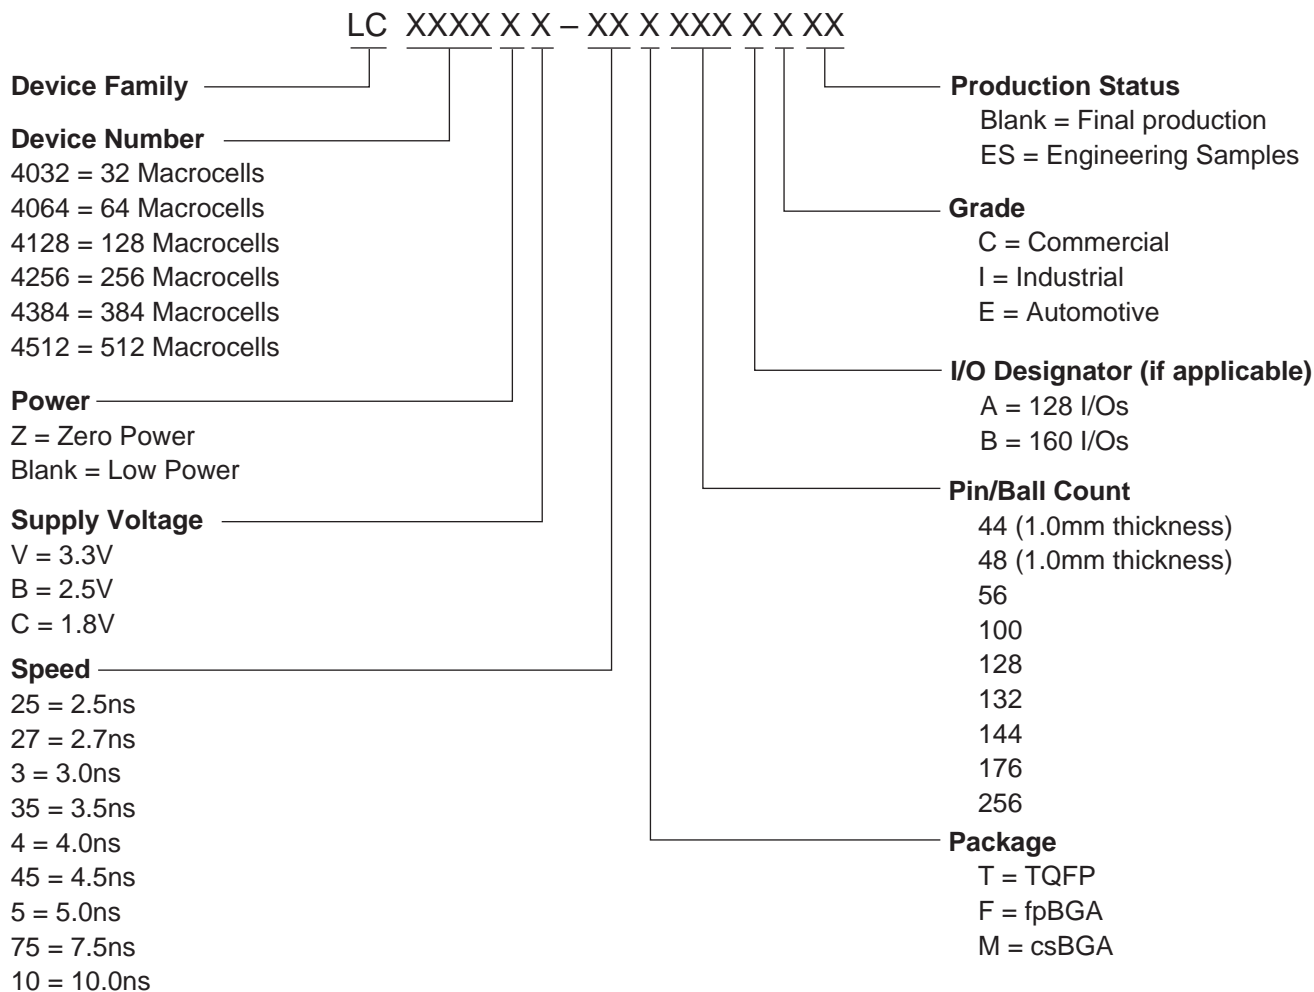 LC XXXX X X – XX X XXX X X XX
Device Family
Device Number
4032 = 32 Macrocells
4064 = 64 Macrocells
4128 = 128 Macrocells
4256 = 256 Macrocells
4384 = 384 Macrocells
4512 = 512 Macrocells
Power
Z = Zero Power
Blank = Low Power
Supply Voltage
V = 3.3V
B = 2.5V
C = 1.8V
Speed
25 = 2.5ns
27 = 2.7ns
3 = 3.0ns
35 = 3.5ns
4 = 4.0ns
45 = 4.5ns
5 = 5.0ns
75 = 7.5ns
10 = 10.0ns
Production Status
Blank = Final production
ES = Engineering Samples
Grade
C = Commercial
I = Industrial
E = Automotive
I/O Designator (if applicable)
A = 128 I/Os
B = 160 I/Os
Pin/Ball Count
44 (1.0mm thickness)
48 (1.0mm thickness)
56
100
128
132
144
176
256
Package
T = TQFP
F = fpBGA
M = csBGA